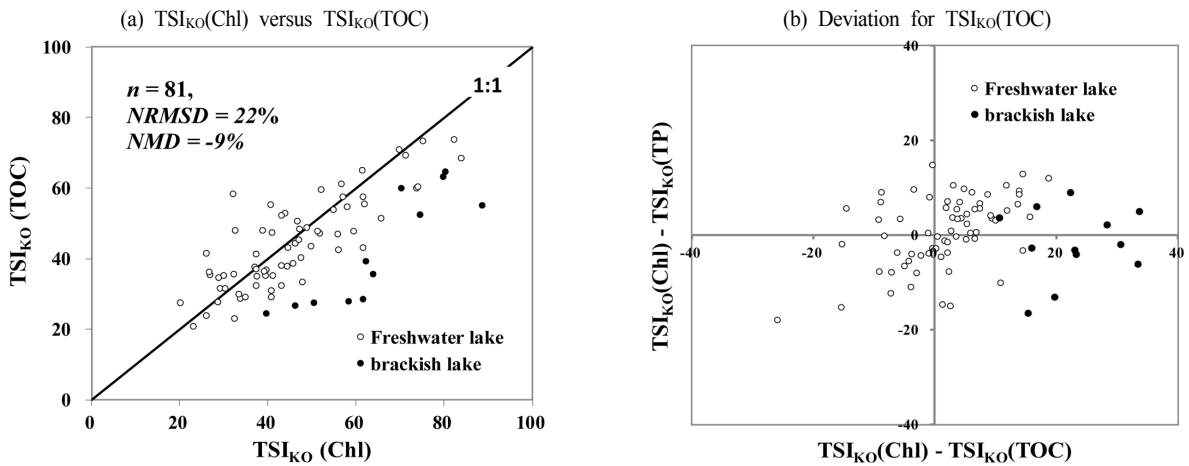 (a) TSIKO(Chl) versus TSIKO(TOC)
100
80
60
40
20
0
TSIKO (TOC)
n = 81,
NRMSD = 22%
NMD = -9%
1:1
Freshwater lake
brackish lake
0 20 40 60 80 100
TSIKO (Chl)
(b) Deviation for TSIKO(TOC)
40
20
0
-20
-40
TSIKO(Chl) - TSIKO(TP)
Freshwater lake
brackish lake
-40 -20 0 20 40
TSIKO(Chl) - TSIKO(TOC)